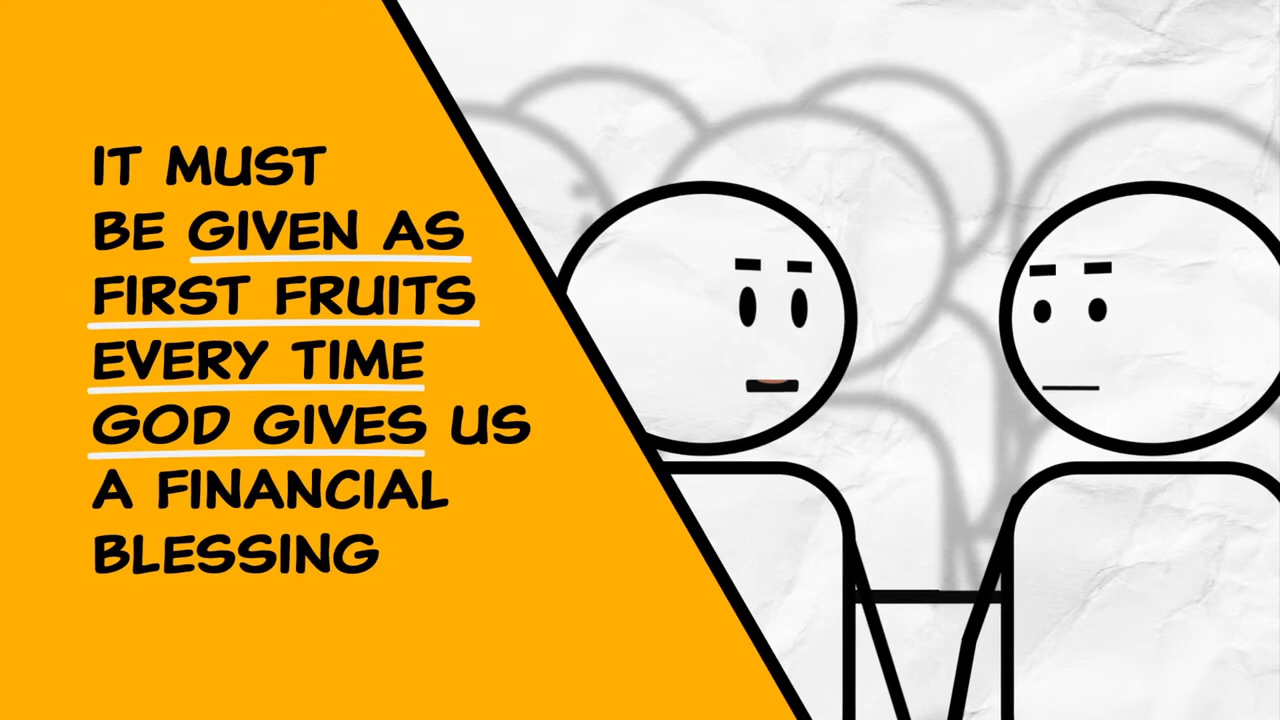 IT MUST
BE GIVEN AS
FIRST FRUITS
EVERY TIME
GOD GIVES US
A FINANCIAL
BLESSING